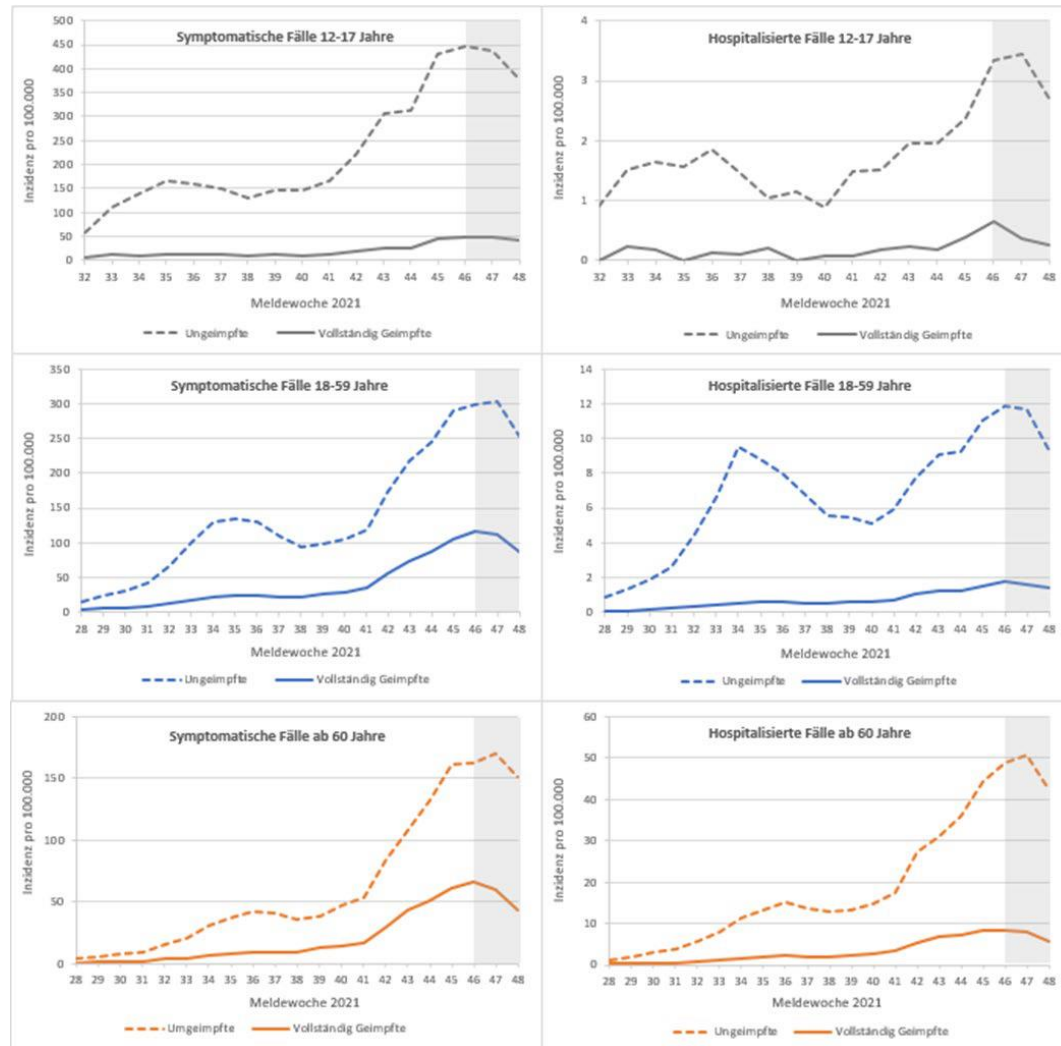 Symptomatische Fälle 12-17 Jahre
Inzidenz pro 100.000
500
450
400
350
300
250
200
150
100
50
0
32 33 34 35 36 37 38 39 40 41 42 43 44 45 46 47 48
Meldewoche 2021
Ungeimpfte Vollständig Geimpfte
Hospitalisierte Fälle 12-17 Jahre
Inzidenz pro 100.000
4
3
2
1
0
32 33 34 35 36 37 38 39 40 41 42 43 44 45 46 47 48
Meldewoche 2021
Ungeimpfte Vollständig Geimpfte
Symptomatische Fälle 18-59 Jahre
Inzidenz pro 100.000
350
300
250
200
150
100
50
0
28 29 30 31 32 33 34 35 36 37 38 39 40 41 42 43 44 45 46 47 48
Meldewoche 2021
Ungeimpfte Vollständig Geimpfte
Hospitalisierte Fälle 18-59 Jahre
Inzidenz pro 100.000
14
12
10
8
6
4
2
0
28 29 30 31 32 33 34 35 36 37 38 39 40 41 42 43 44 45 46 47 48
Meldewoche 2021
Ungeimpfte Vollständig Geimpfte
Symptomatische Fälle ab 60 Jahre
Inzidenz pro 100.000
200
150
100
50
0
28 29 30 31 32 33 34 35 36 37 38 39 40 41 42 43 44 45 46 47 48
Meldewoche 2021
Umgeimpfte Vollständig Geimpfte
Hospitalisierte Fälle ab 60 Jahre
Inzidenz pro 100.000
60
50
40
30
20
10
0
28 29 30 31 32 33 34 35 36 37 38 39 40 41 42 43 44 45 46 47 48
Meldewoche 2021
Ungeimpfte Vollständig Geimpfte